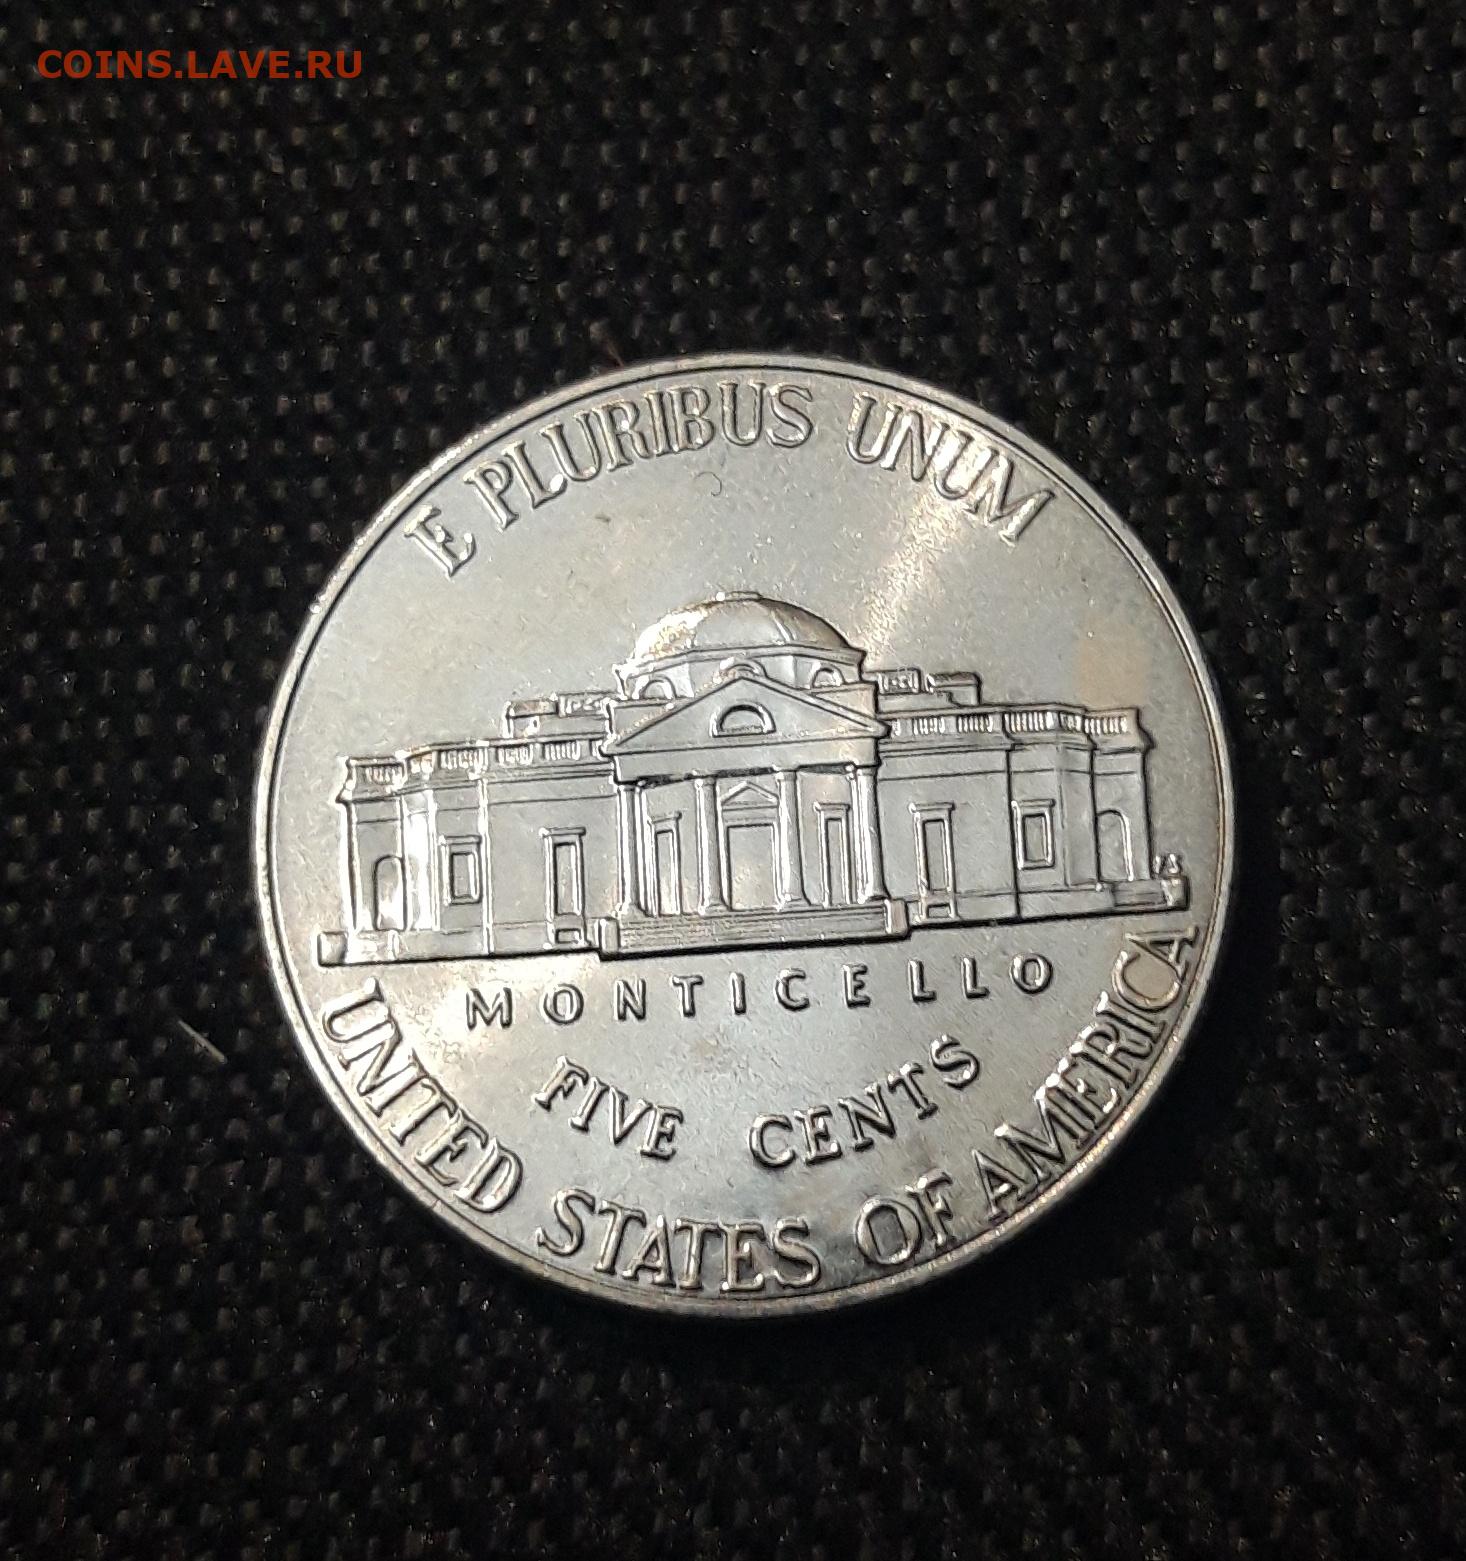 COINS.LAVE.RU
E PLURIBUS UNUM
MONTICELLO
FIVE CENTS
UNITED STATES OF AMERICA